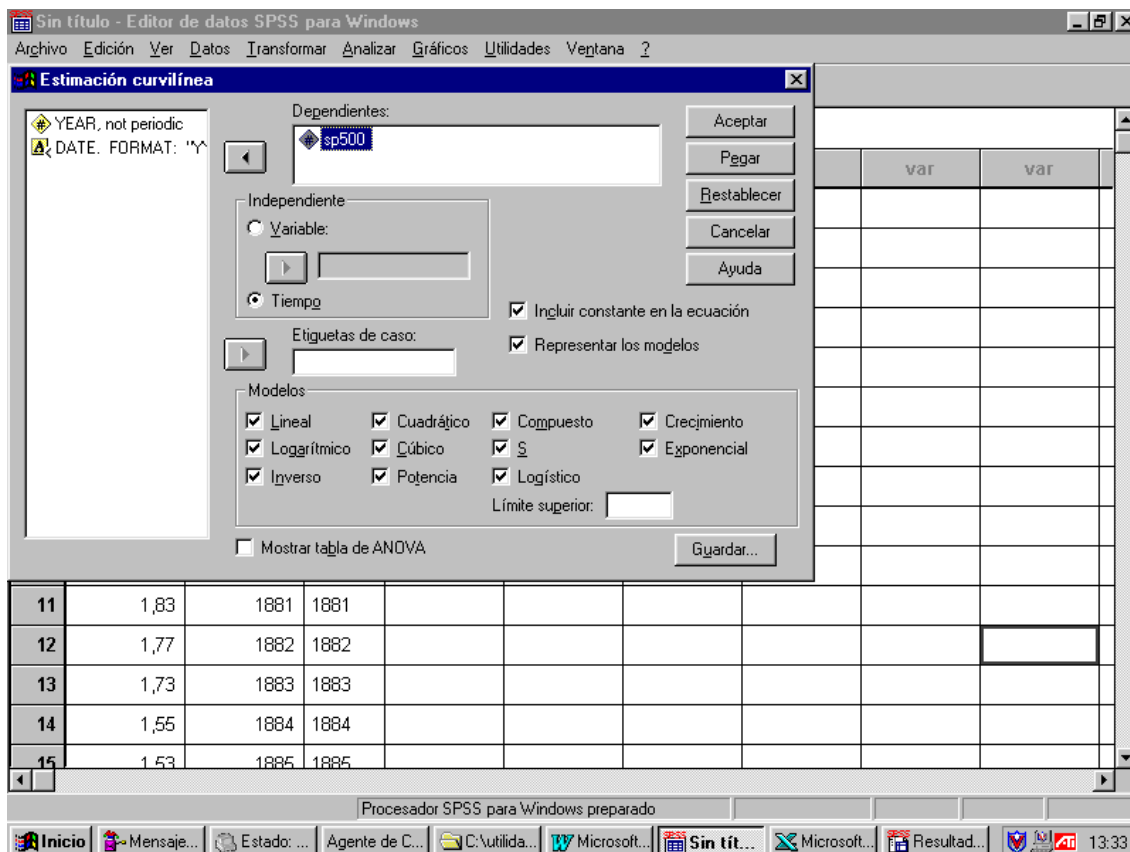 Sin título - Editor de datos SPSS para Windows
Archivo Edición Ver Datos Transformar Analizar Gráficos Utilidades Ventana ?
Estimación curvilínea
YEAR, not periodic
DATE. FORMAT: "Y
Dependientes:
sp500
Aceptar
Pegar
Restablecer
Cancelar
Ayuda
Independiente
Variable:
Tiempo
Incluir constante en la ecuación
Etiquetas de caso:
Representar los modelos
Modelos
Lineal Cuadrático Compuesto Crecimiento
Logarítmico Cúbico S Exponencial
Inverso Potencia Logístico
Límite superior:
Mostrar tabla de ANOVA
Guardar...
var var
11 1,83 1881 1881
12 1,77 1882 1882
13 1,73 1883 1883
14 1,55 1884 1884
15 1,53 1885 1885
Procesador SPSS para Windows preparado
Inicio Mensaje... Estado: ... Agente de C... C:\utilida... Microsoft... Sin tít... Microsoft... Resultad... 13:33